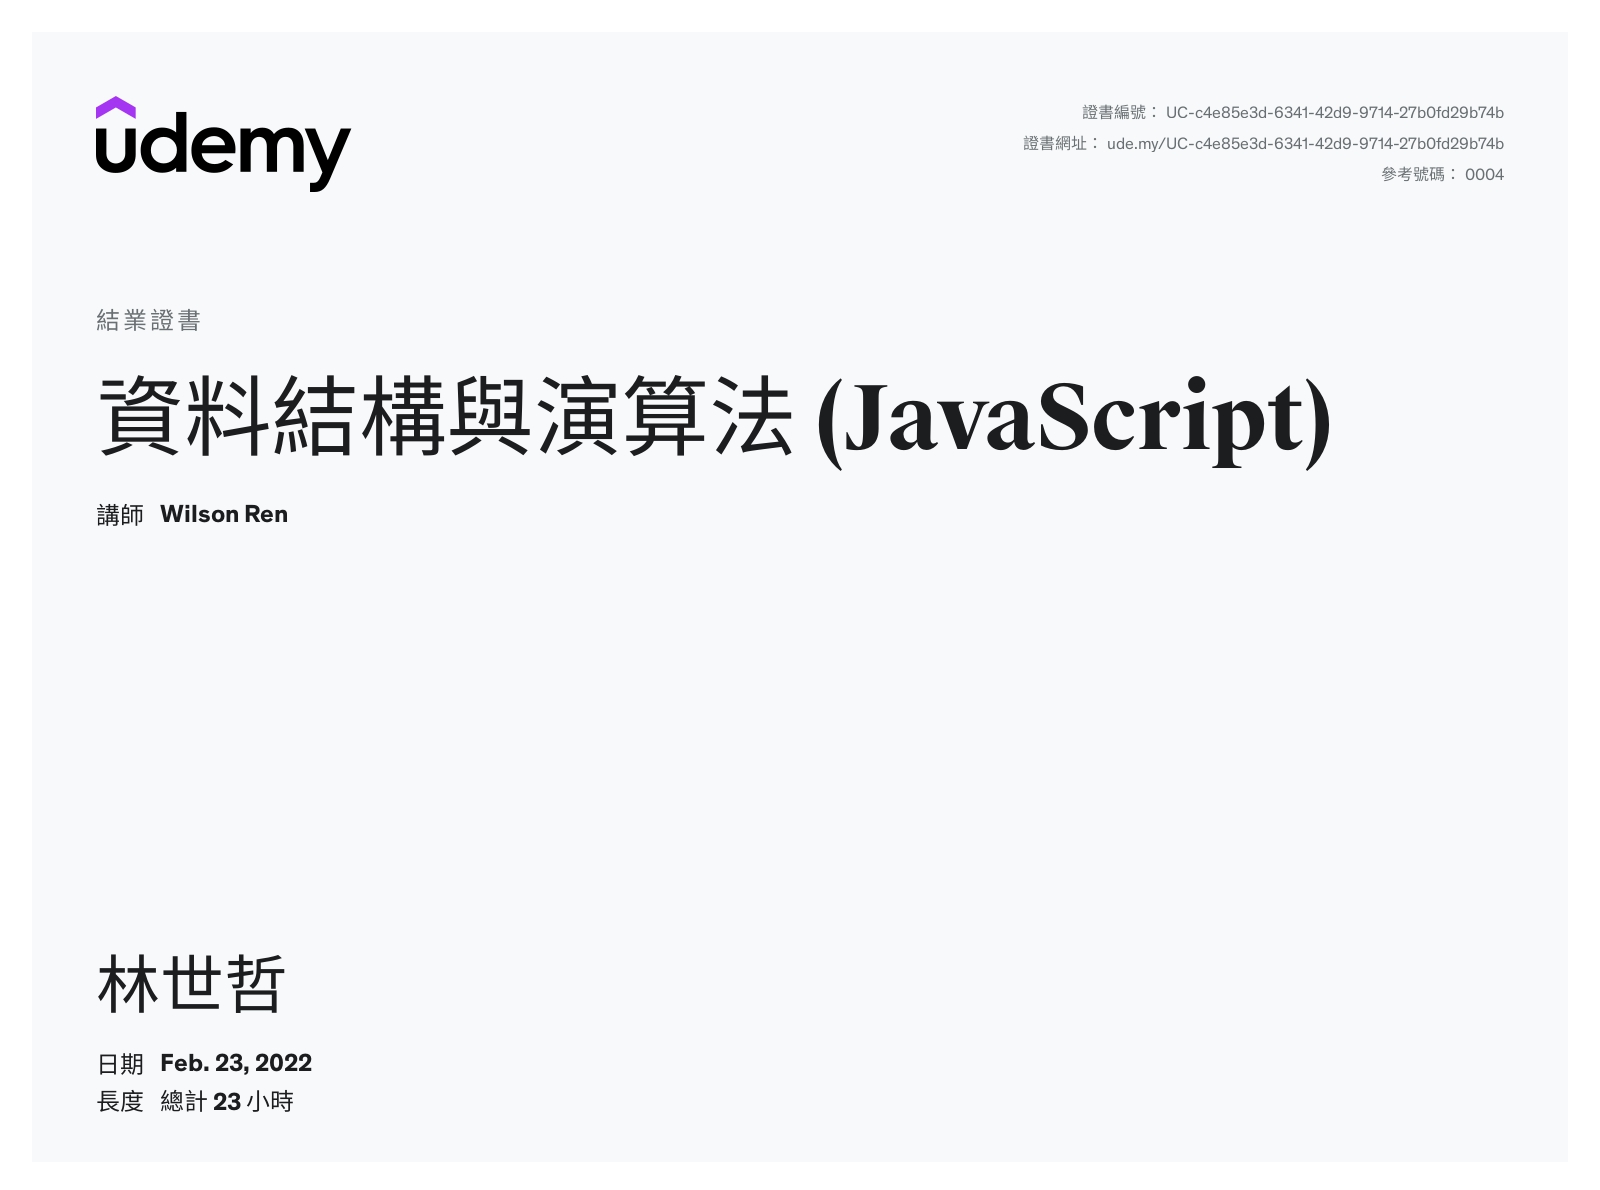 udemy
證書編號： UC-c4e85e3d-6341-42d9-9714-27b0fd29b74b
證書網址： ude.my/UC-c4e85e3d-6341-42d9-9714-27b0fd29b74b
參考號碼： 0004
結業證書
資料結構與演算法 (JavaScript)
講師 Wilson Ren
林世哲
日期 Feb. 23, 2022
長度 總計 23 小時